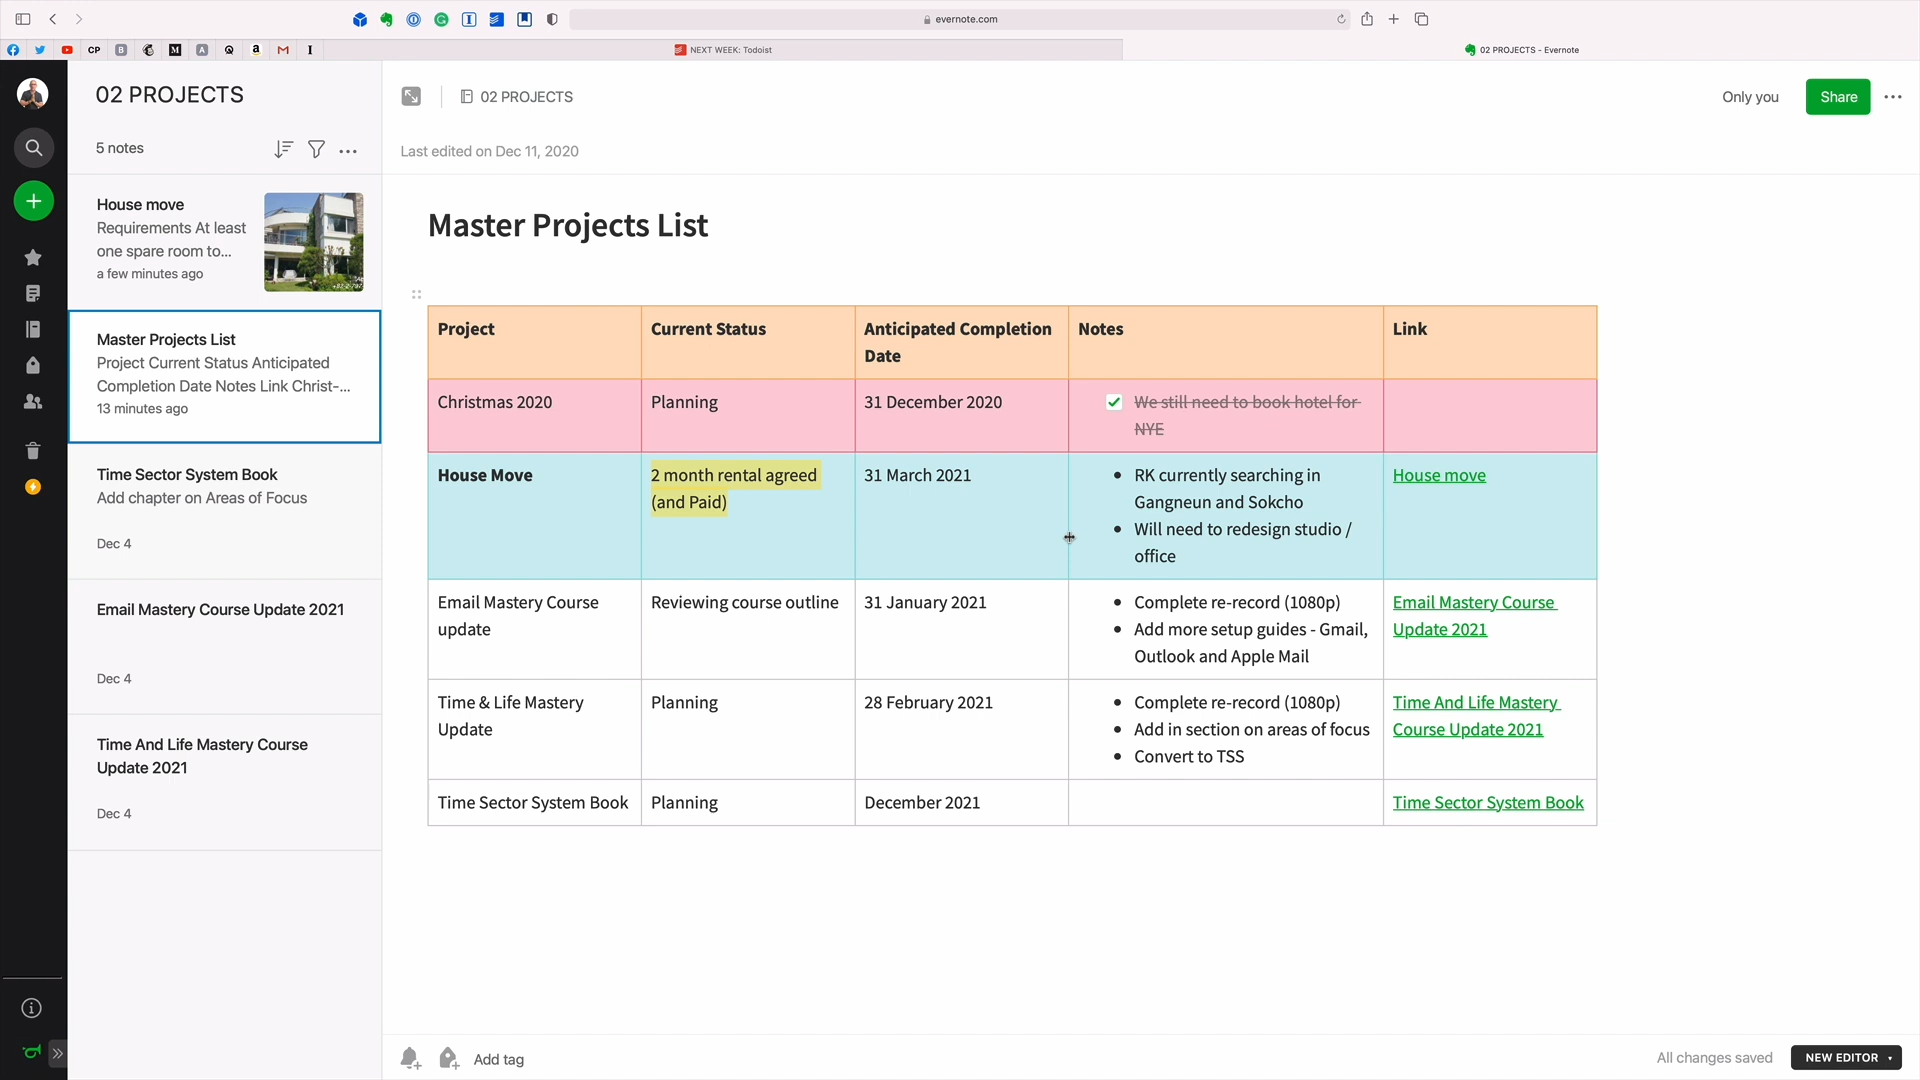 evernote.com
CP
NEXT WEEK: Todoist
02 PROJECTS - Evernote
02 PROJECTS
5 notes
House move
Requirements At least
one spare room to...
a few minutes ago
Master Projects List
Project Current Status Anticipated
Completion Date Notes Link Christ-...
13 minutes ago
Time Sector System Book
Add chapter on Areas of Focus
Dec 4
Email Mastery Course Update 2021
Dec 4
Time And Life Mastery Course
Update 2021
Dec 4
02 PROJECTS
Only you
Share
Last edited on Dec 11, 2020
Master Projects List
Project
Current Status
Anticipated Completion
Date
Notes
Link
Christmas 2020
Planning
31 December 2020
We still need to book hotel for
NYE
House Move
2 month rental agreed
(and Paid)
31 March 2021
RK currently searching in
Gangneun and Sokcho
Will need to redesign studio /
office
House move
Email Mastery Course
update
Reviewing course outline
31 January 2021
Complete re-record (1080p)
Add more setup guides - Gmail,
Outlook and Apple Mail
Email Mastery Course
Update 2021
Time & Life Mastery
Update
Planning
28 February 2021
Complete re-record (1080p)
Add in section on areas of focus
Convert to TSS
Time And Life Mastery
Course Update 2021
Time Sector System Book
Planning
December 2021
Time Sector System Book
Add tag
All changes saved
NEW EDITOR